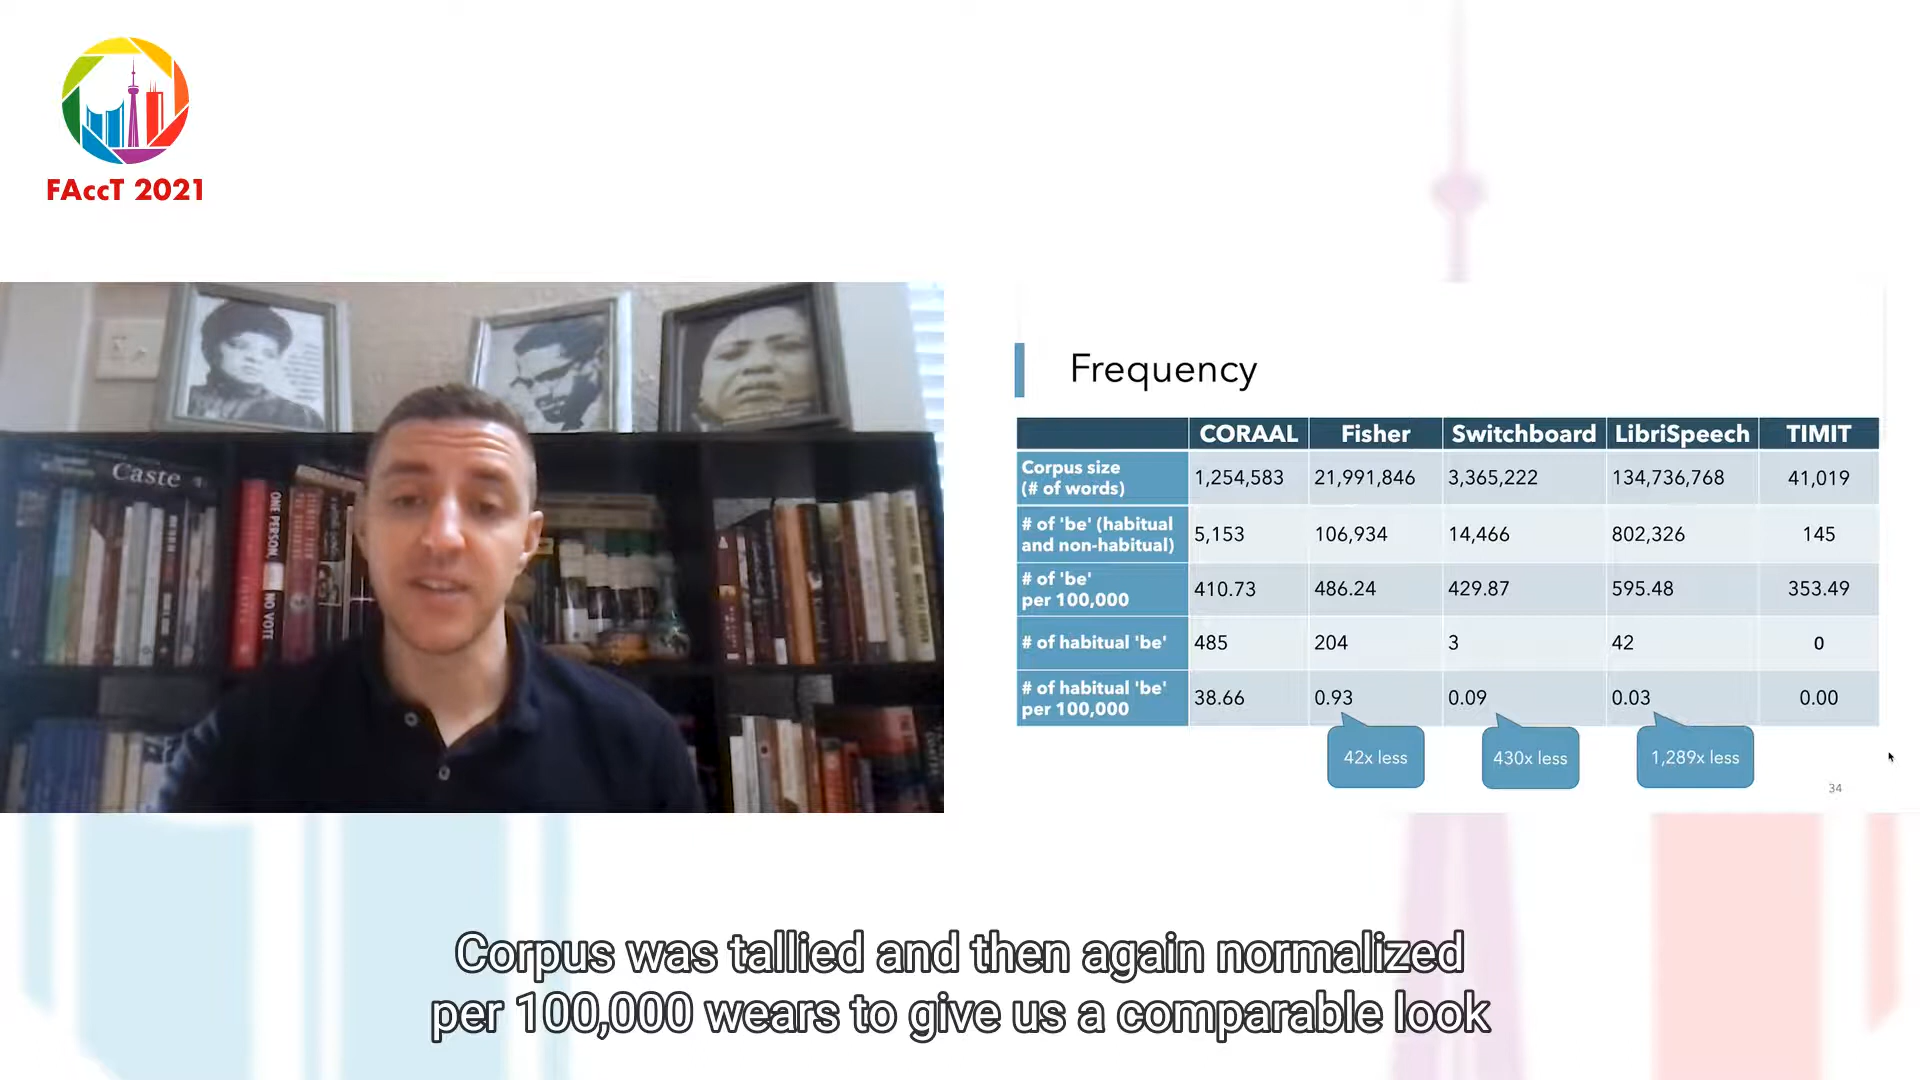 FAccT 2021
Caste
ONE PERSON, NO VOTE
Frequency
CORAAL Fisher Switchboard LibriSpeech TIMIT
Corpus size
(# of words) 1,254,583 21,991,846 3,365,222 134,736,768 41,019
# of 'be' (habitual
and non-habitual) 5,153 106,934 14,466 802,326 145
# of 'be'
per 100,000 410.73 486.24 429.87 595.48 353.49
# of habitual 'be' 485 204 3 42 0
# of habitual 'be'
per 100,000 38.66 0.93 0.09 0.03 0.00
42x less 430x less 1,289x less
34
Corpus was tallied and then again normalized
per 100,000 wears to give us a comparable look